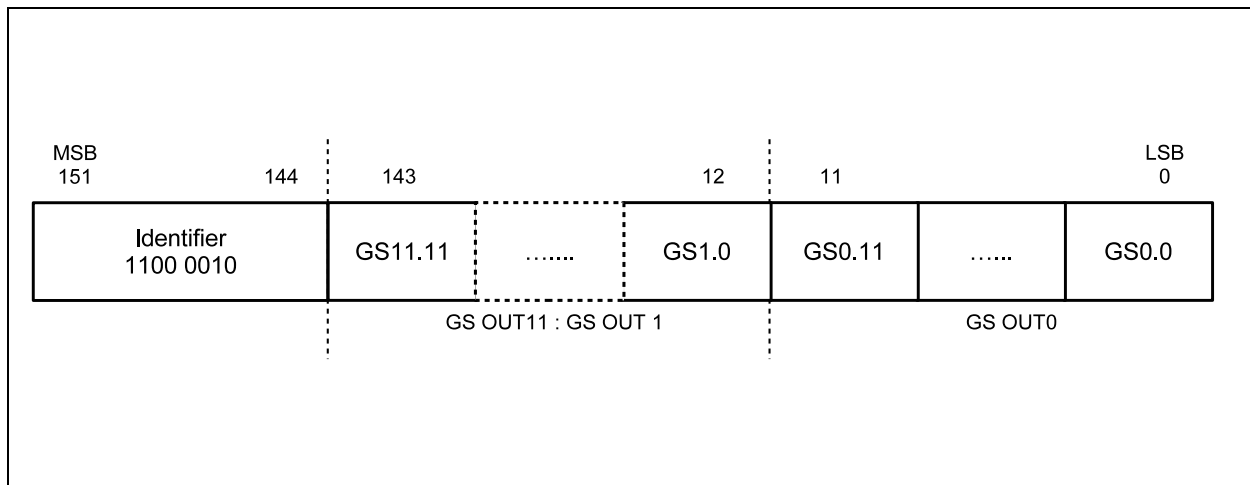 MSB
LSB
151
144
143
12
11
0
Identifier
1100 0010
GS11.11
.......
GS1.0
GS0.11
......
GS0.0
GS OUT11 : GS OUT 1
GS OUT0